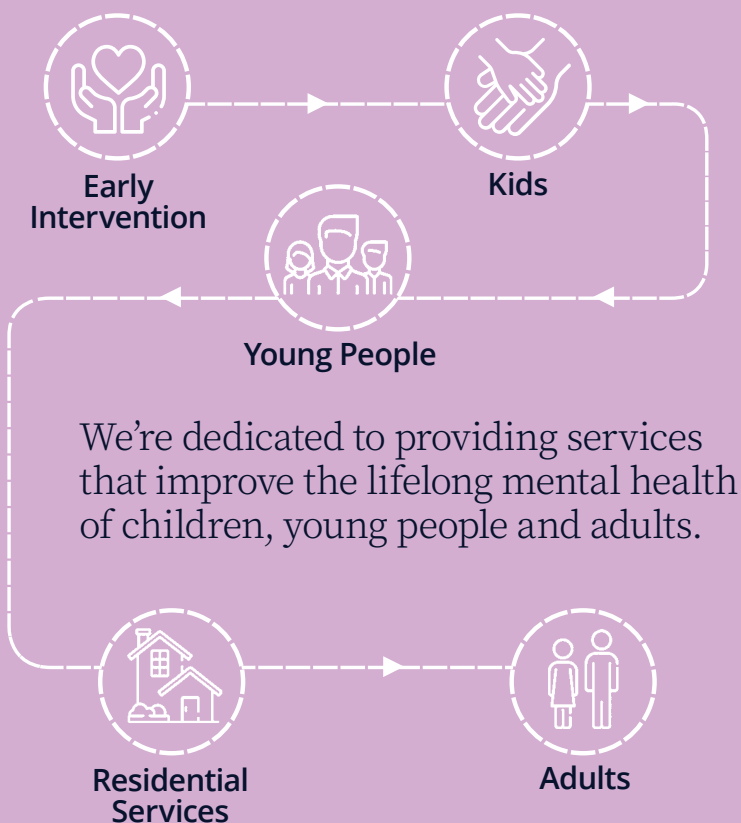 Early
Intervention
Kids
Young People
We’re dedicated to providing services
that improve the lifelong mental health
of children, young people and adults.
Residential
Services
Adults